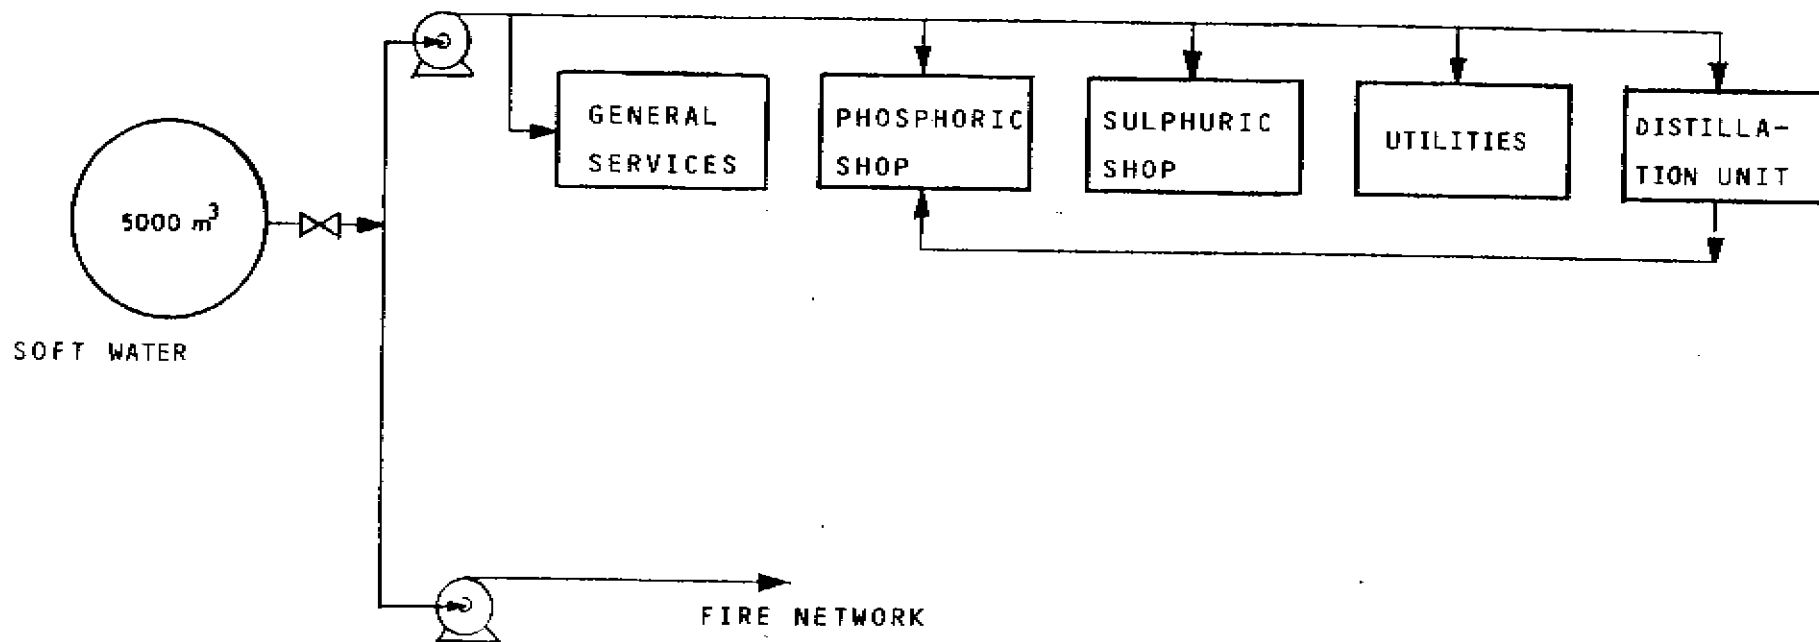 GENERAL
SERVICES
PHOSPHORIC
SHOP
SULPHURIC
SHOP
UTILITIES
DISTILLA-
TION UNIT
5000 m³
SOFT WATER
FIRE NETWORK